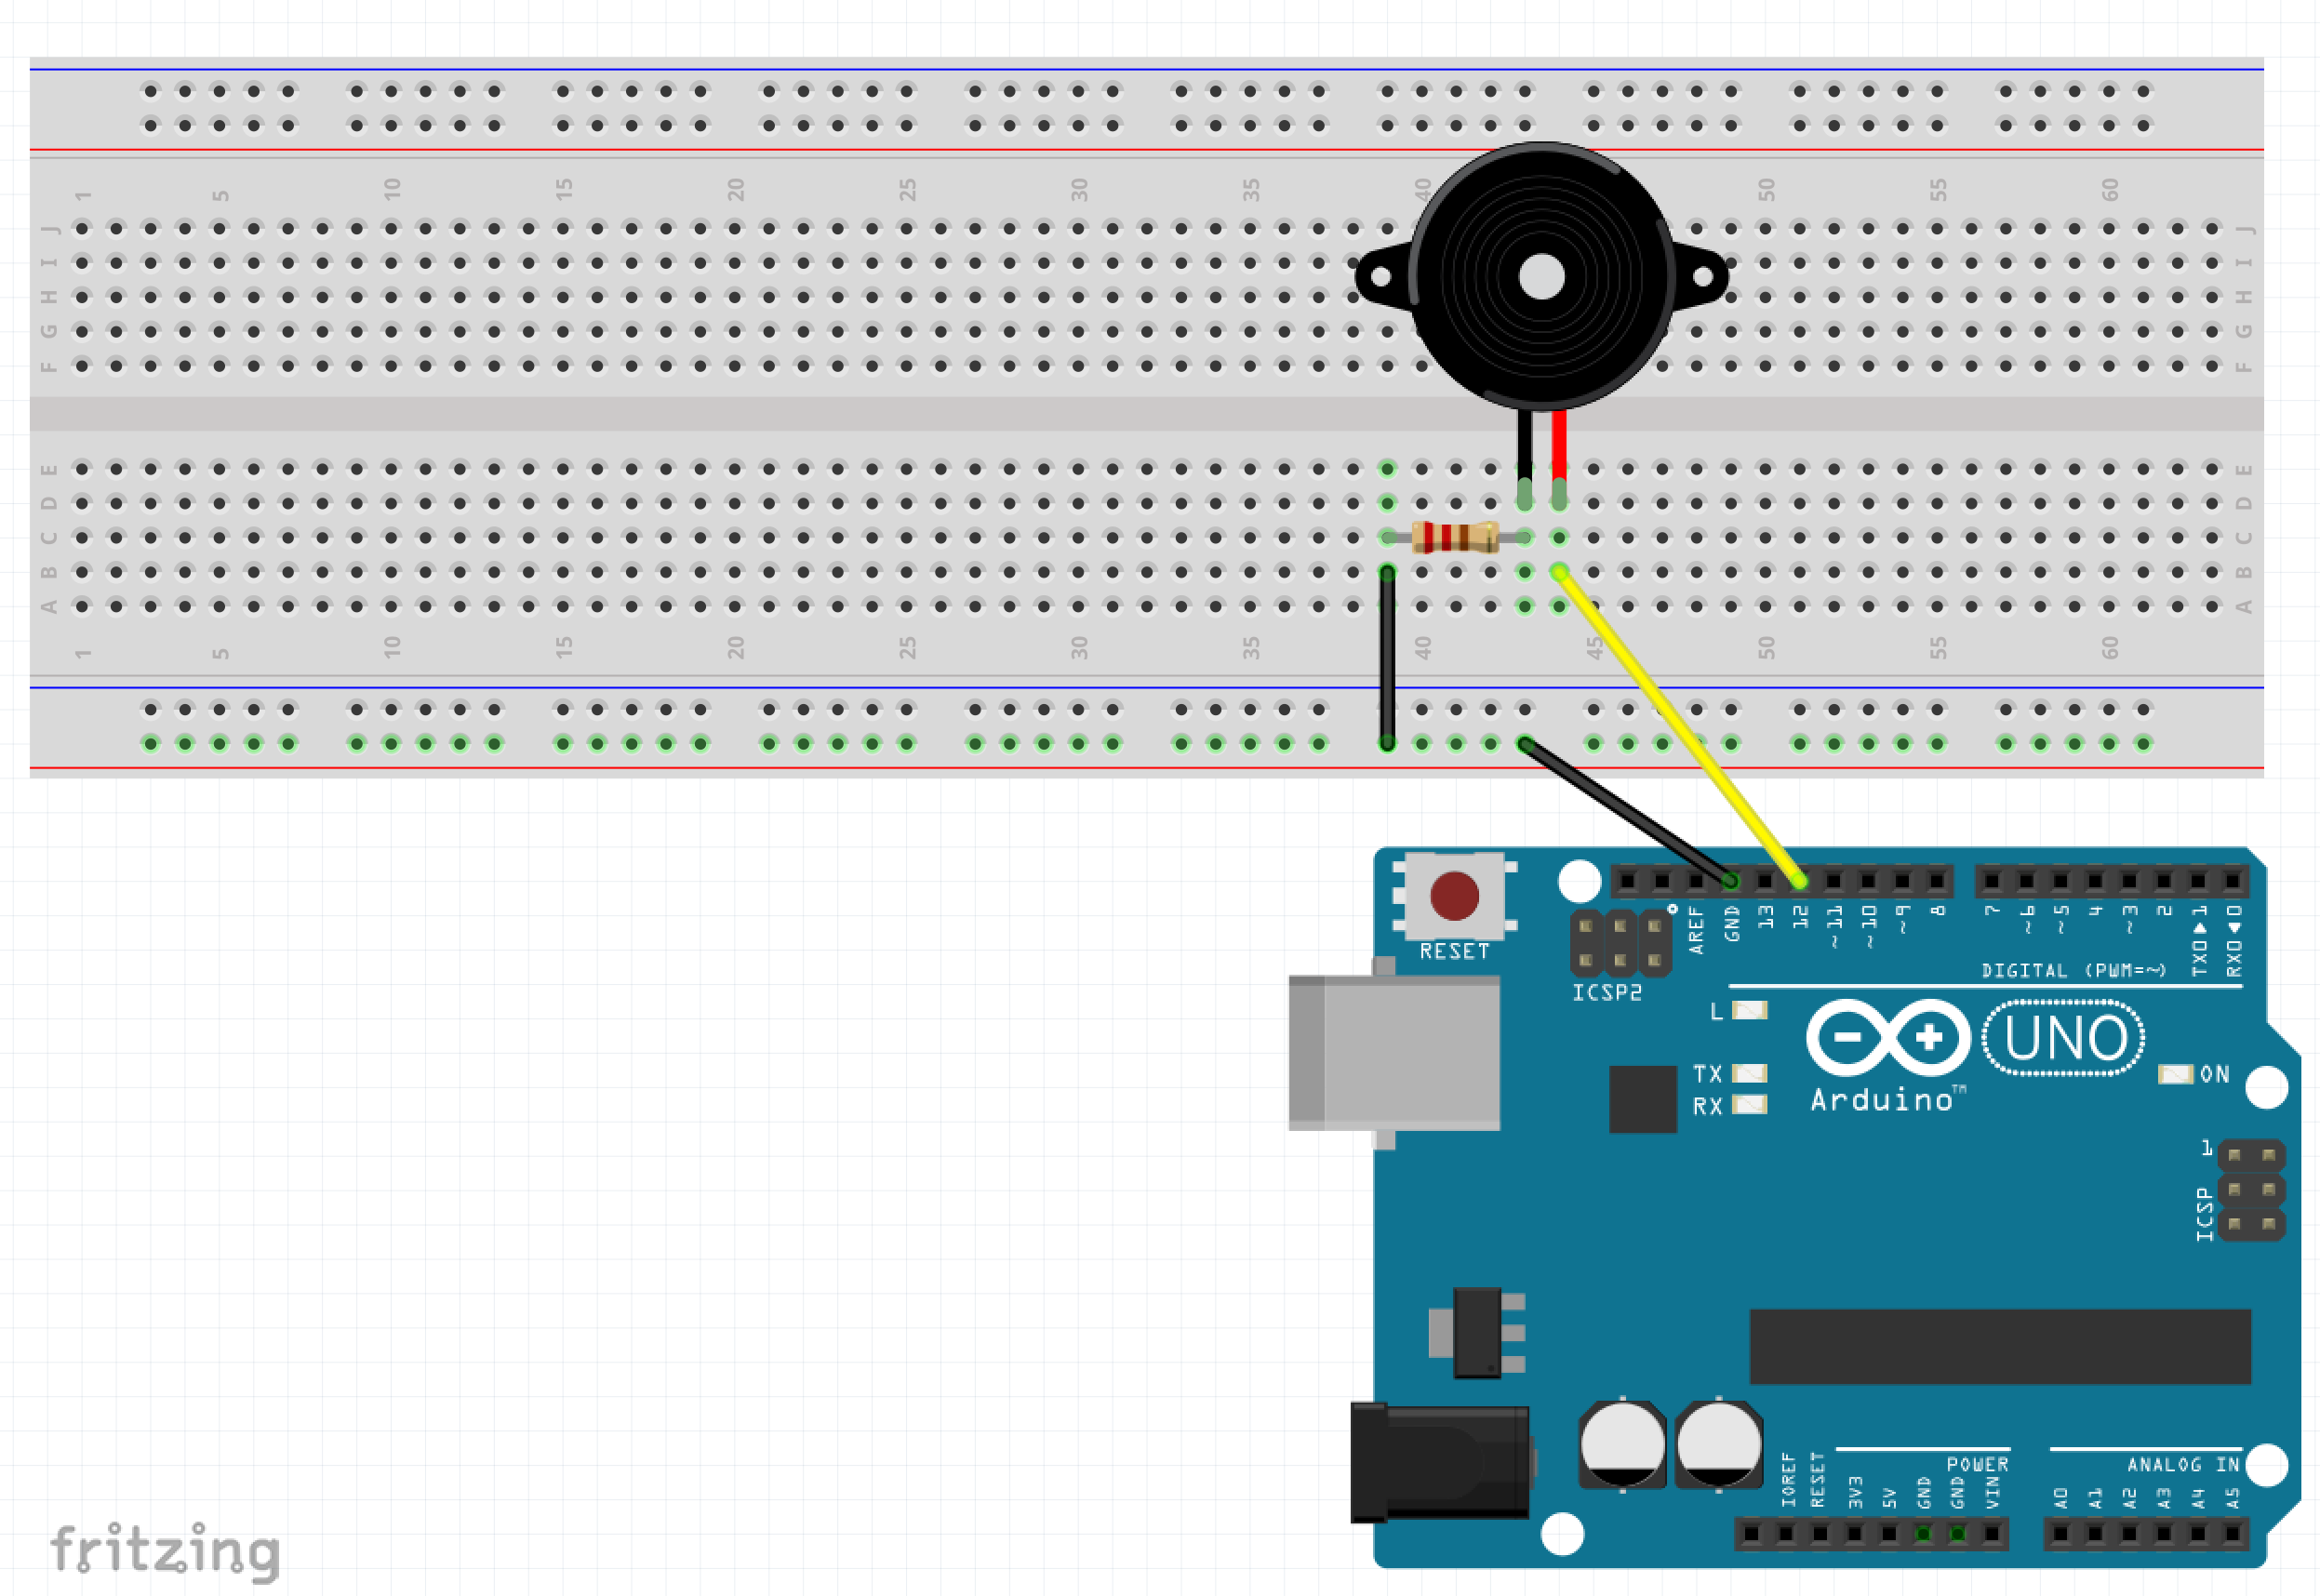 1 5 10 15 20 25 30 35 40 50 55 60
J J
I I
H H
G G
F F
E E
D D
C C
B B
A A
1 5 10 15 20 25 30 35 40 45 50 55 60
RESET
ICSP2
AREF GND 13 12 ~11 ~10 ~9 8 7 ~6 ~5 4 ~3 2 TX0▶1 RX0◀0
DIGITAL (PWM=~)
L
TX
RX
UNO
ON
Arduino™
1
ICSP
POWER
ANALOG IN
IOREF RESET 3V3 5V GND GND VIN A0 A1 A2 A3 A4 A5
fritzing